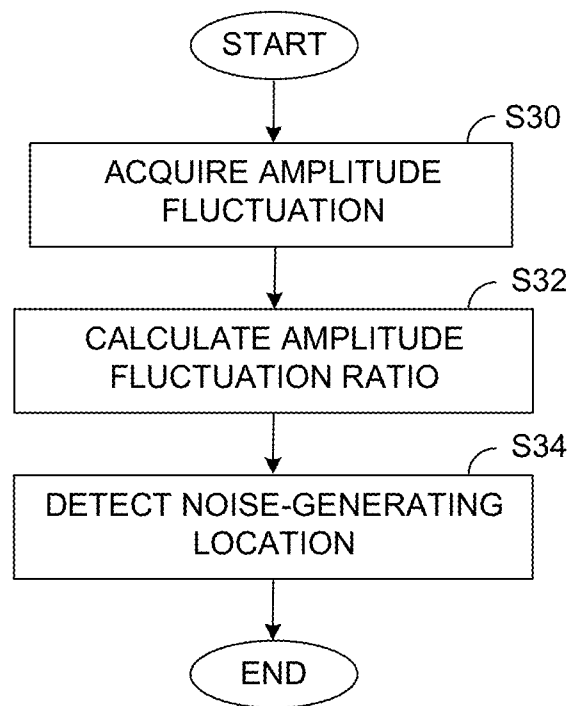 START
S30
ACQUIRE AMPLITUDE
FLUCTUATION
S32
CALCULATE AMPLITUDE
FLUCTUATION RATIO
S34
DETECT NOISE-GENERATING
LOCATION
END